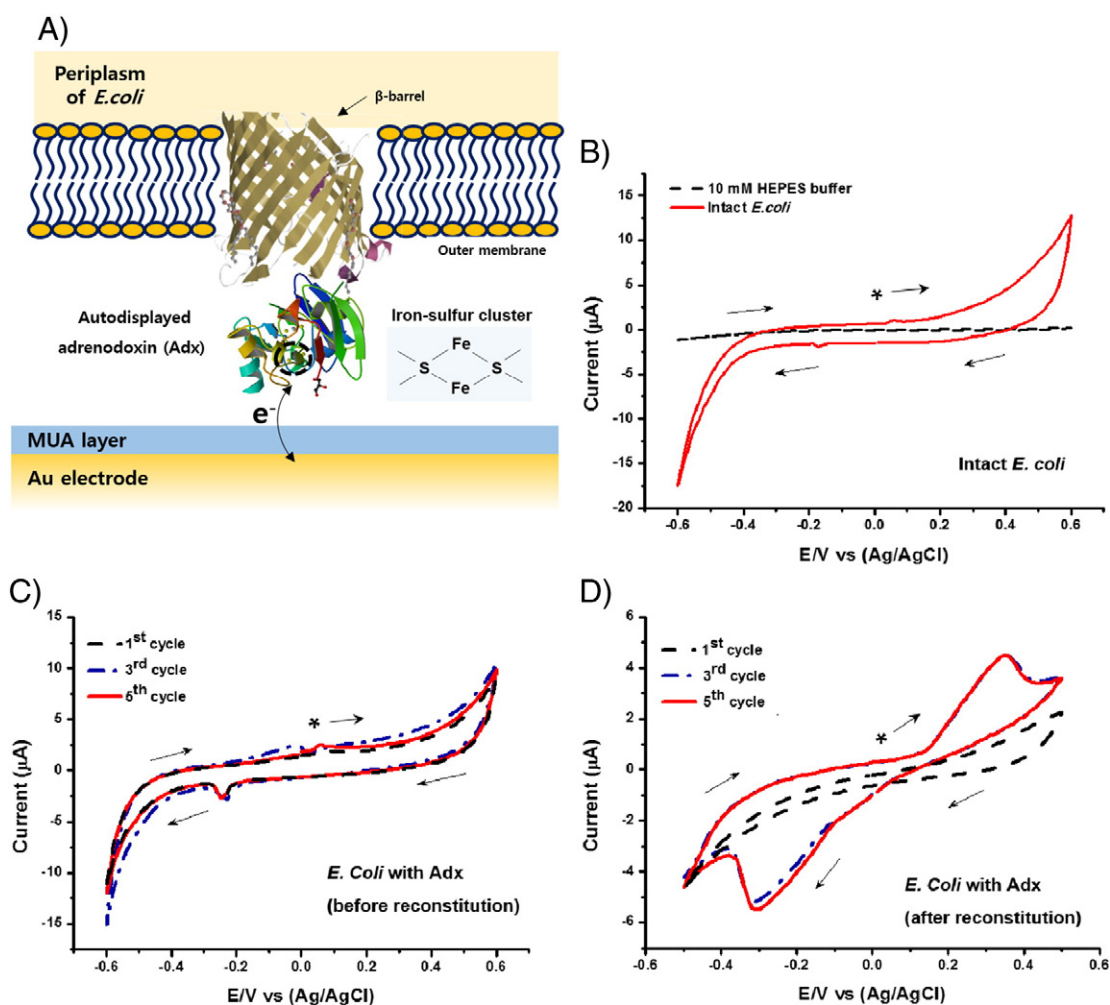 A)
Periplasm
of E.coli
β-barrel
Outer membrane
Autodisplayed
adrenodoxin (Adx)
Iron-sulfur cluster
Fe
S S
Fe
e-
MUA layer
Au electrode
B)
10 mM HEPES buffer
Intact E.coli
*
Intact E. coli
Current (μA)
15
10
5
0
-5
-10
-15
-20
-0.6 -0.4 -0.2 0.0 0.2 0.4 0.6
E/V vs (Ag/AgCl)
C)
1st cycle
3rd cycle
5th cycle
*
E. Coli with Adx
(before reconstitution)
Current (μA)
15
10
5
0
-5
-10
-15
-0.6 -0.4 -0.2 0.0 0.2 0.4 0.6
E/V vs (Ag/AgCl)
D)
1st cycle
3rd cycle
5th cycle
*
E. Coli with Adx
(after reconstitution)
Current (μA)
6
4
2
0
-2
-4
-6
-0.6 -0.4 -0.2 0.0 0.2 0.4 0.6
E/V vs (Ag/AgCl)